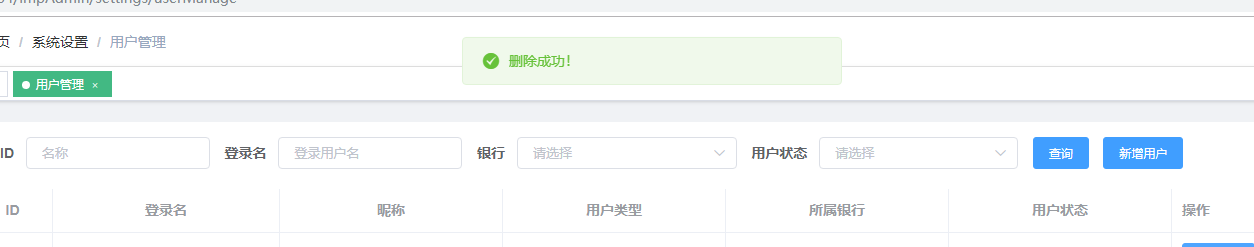 /impAdmin/settings/userManage
页 / 系统设置 / 用户管理
删除成功!
用户管理 ×
ID 名称 登录名 登录用户名 银行 请选择 用户状态 请选择 查询 新增用户
ID 登录名 昵称 用户类型 所属银行 用户状态 操作